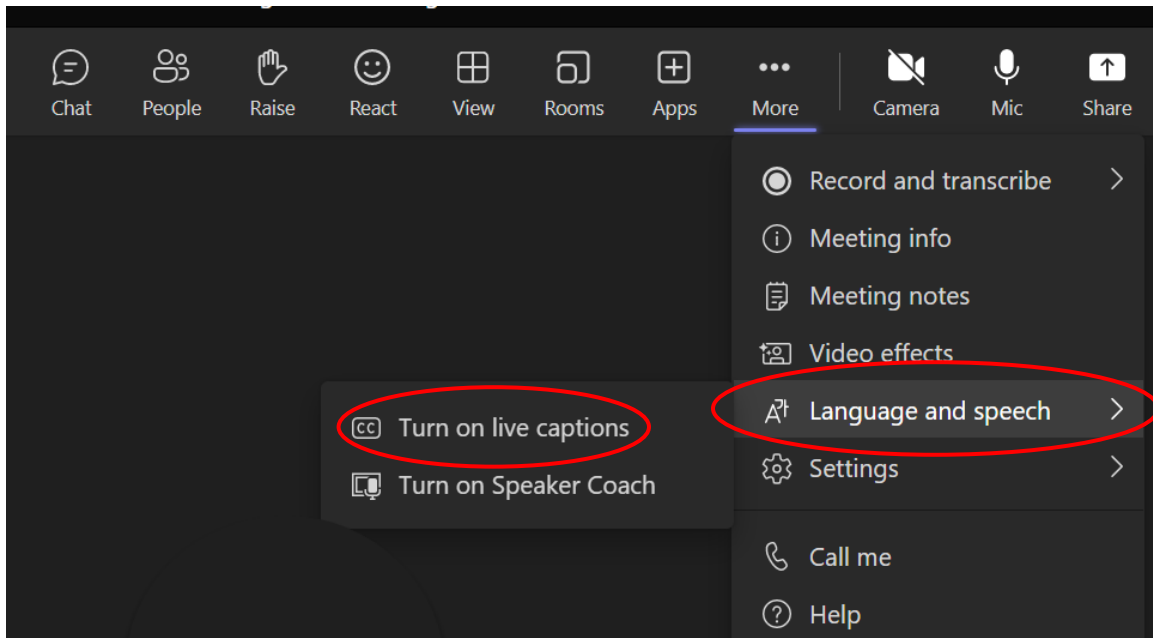 Chat People Raise React View Rooms Apps More Camera Mic Share
Record and transcribe
Meeting info
Meeting notes
Video effects
Language and speech
Settings
Call me
Help
CC Turn on live captions
Turn on Speaker Coach